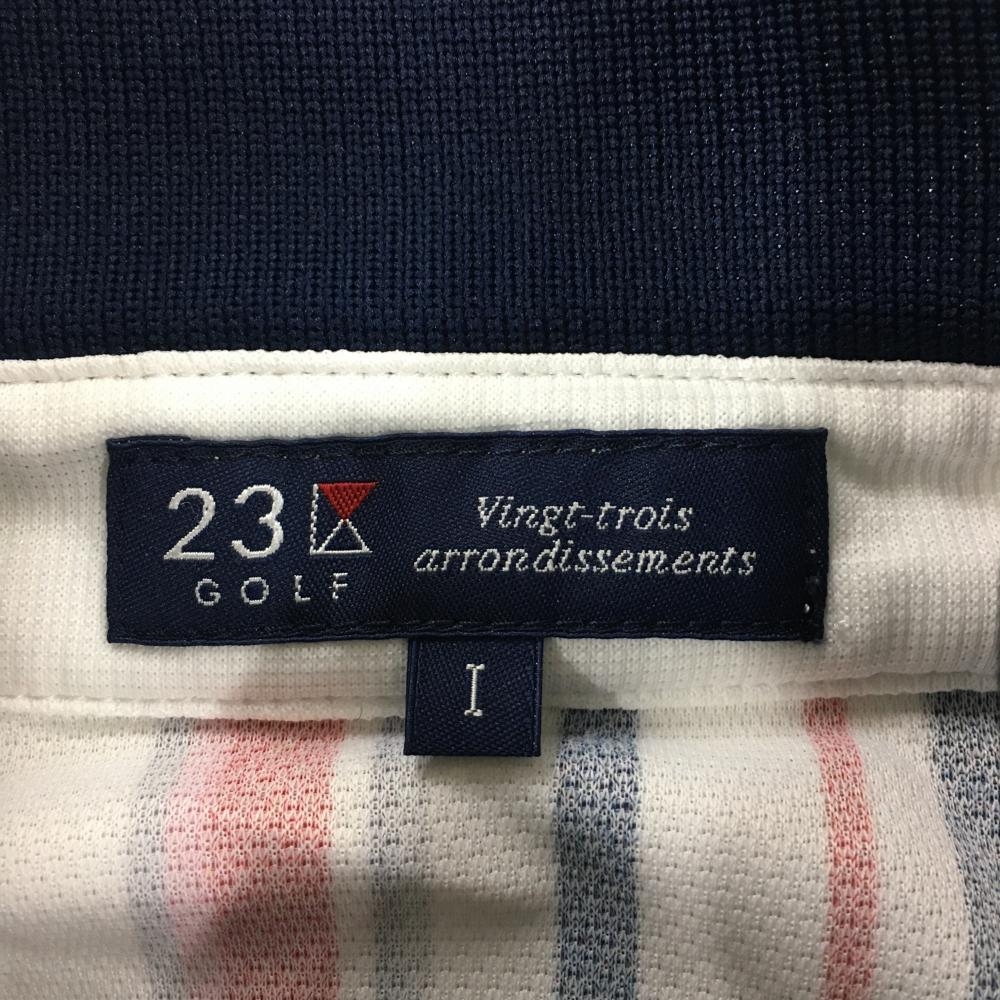 23
GOLF
Vingt-trois
arrondissements
I